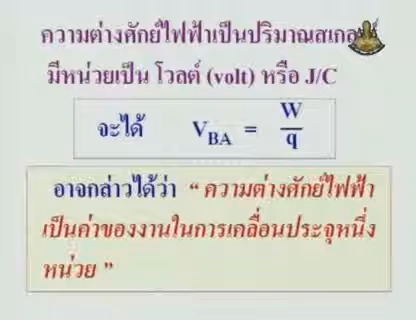 ความต่างศักย์ไฟฟ้าเป็นปริมาณสเกล
มีหน่วยเป็น โวลต์ (volt) หรือ J/C
จะได้ V_BA = W/q
อาจกล่าวได้ว่า “ ความต่างศักย์ไฟฟ้า
เป็นค่าของงานในการเคลื่อนประจุหนึ่ง
หน่วย ”